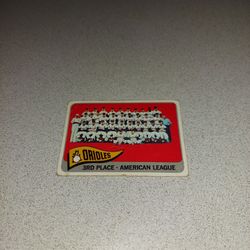 ORIOLES
3RD PLACE - AMERICAN LEAGUE